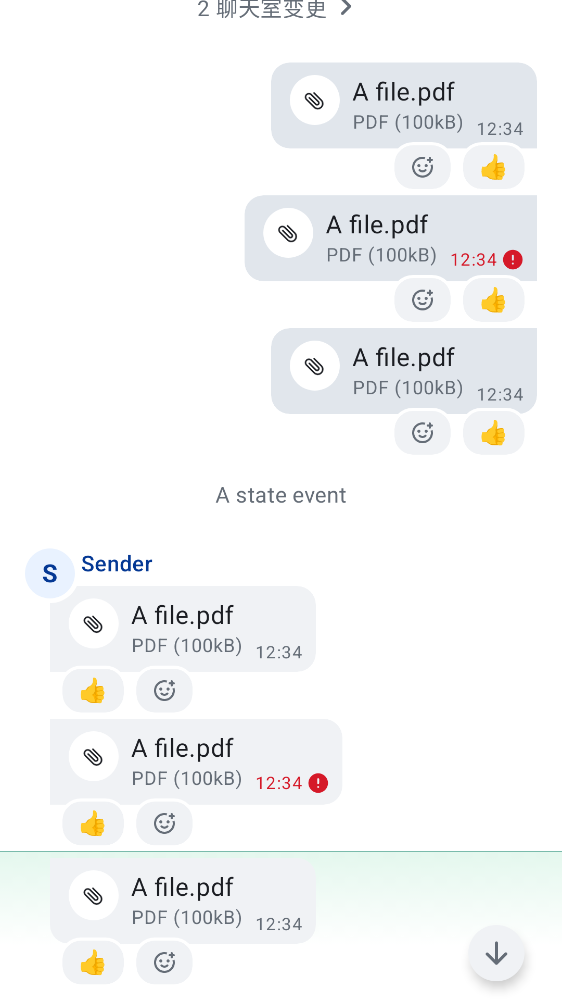 2 聊天室变更
A file.pdf
PDF (100kB) 12:34
A file.pdf
PDF (100kB) 12:34
A file.pdf
PDF (100kB) 12:34
A state event
S Sender
A file.pdf
PDF (100kB) 12:34
A file.pdf
PDF (100kB) 12:34
A file.pdf
PDF (100kB) 12:34